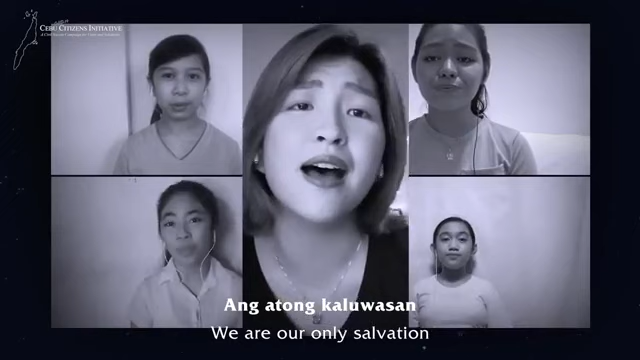 CEBU CITIZENS INITIATIVE
Ang atong kaluwasan
We are our only salvation